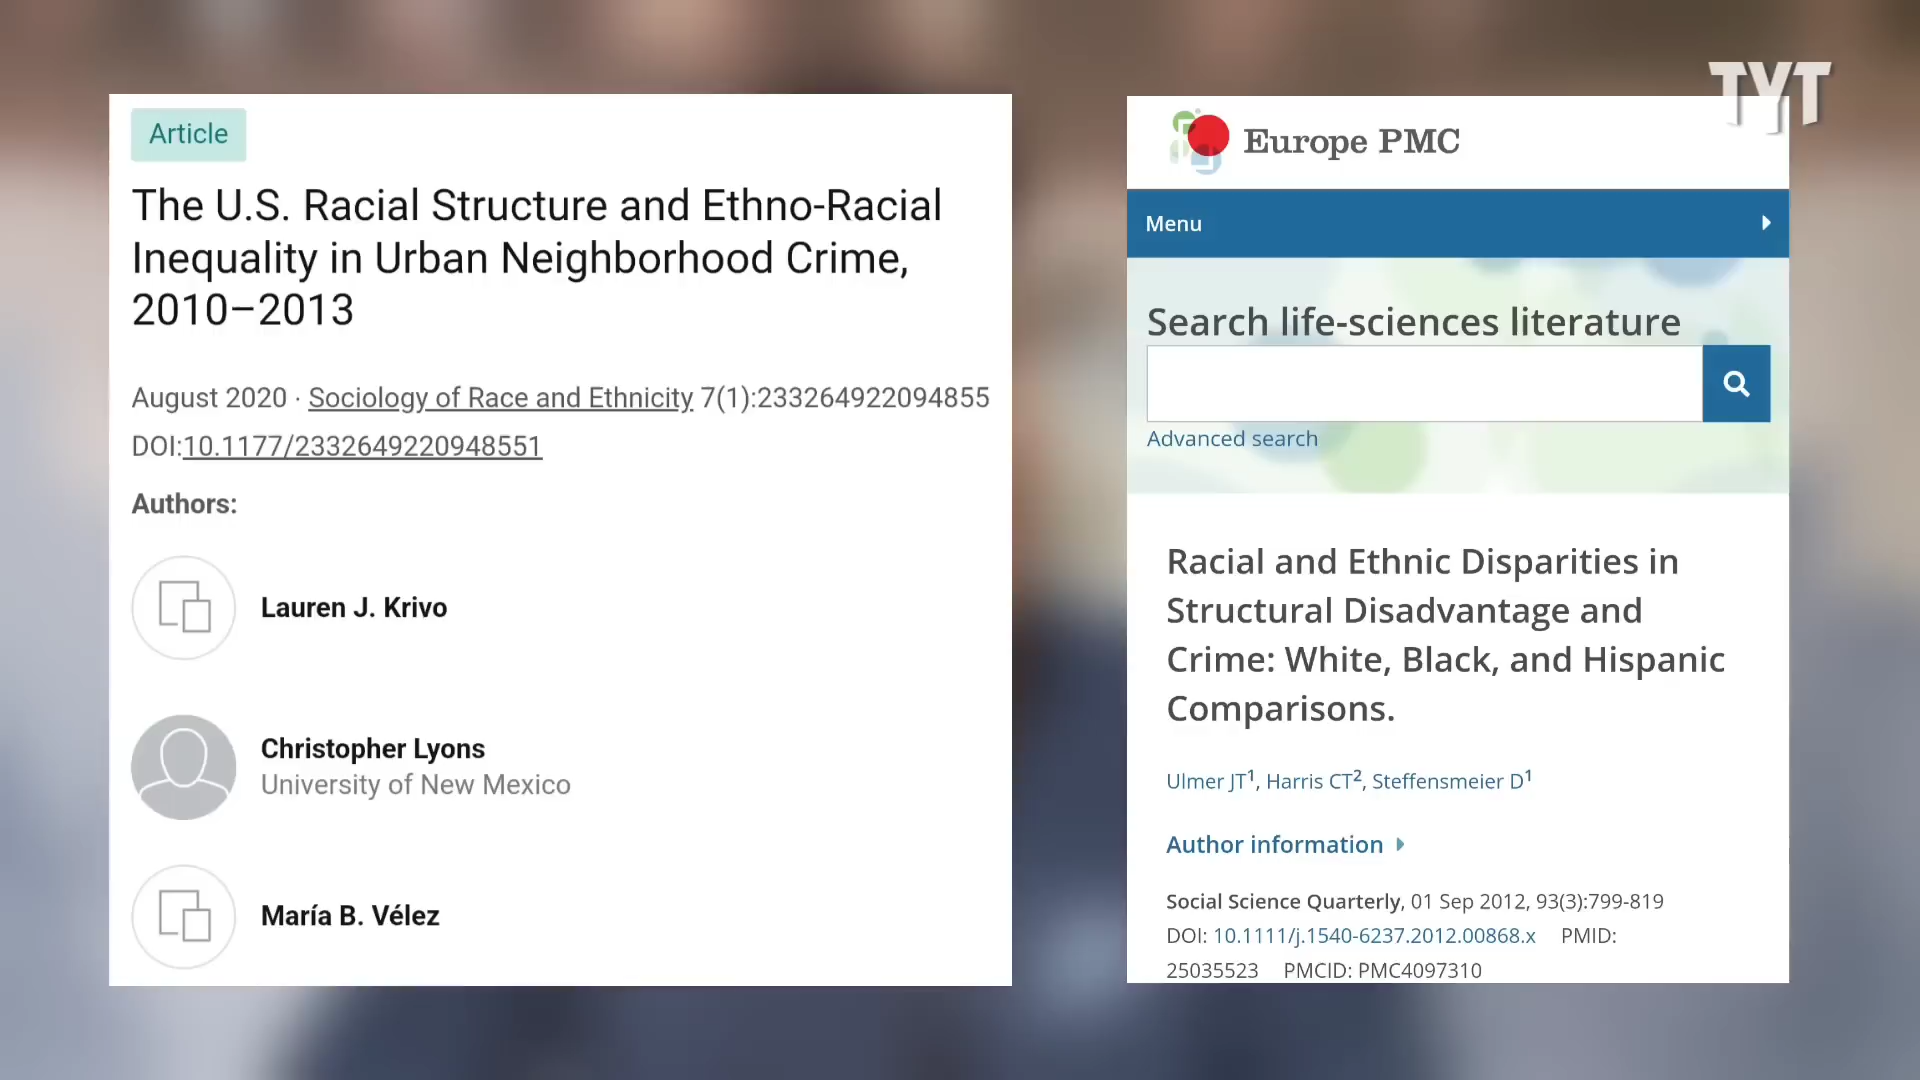 Article
The U.S. Racial Structure and Ethno-Racial
Inequality in Urban Neighborhood Crime,
2010–2013
August 2020 · Sociology of Race and Ethnicity 7(1):233264922094855
DOI:10.1177/2332649220948551
Authors:
Lauren J. Krivo
Christopher Lyons
University of New Mexico
María B. Vélez
TYT
Europe PMC
Menu
Search life-sciences literature
Advanced search
Racial and Ethnic Disparities in
Structural Disadvantage and
Crime: White, Black, and Hispanic
Comparisons.
Ulmer JT1, Harris CT2, Steffensmeier D1
Author information
Social Science Quarterly, 01 Sep 2012, 93(3):799-819
DOI: 10.1111/j.1540-6237.2012.00868.x PMID:
25035523 PMCID: PMC4097310